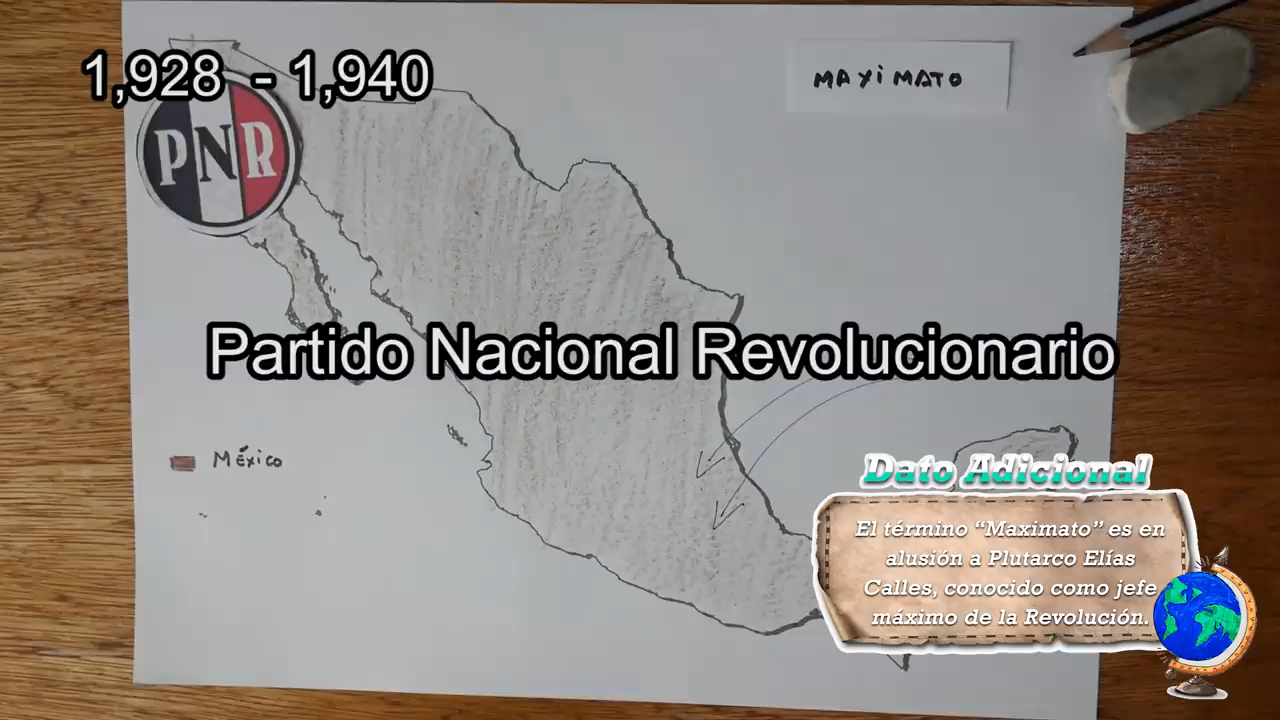 1,928 - 1,940
MAXiMATO
PNR
Partido Nacional Revolucionario
México
Dato Adicional
El término “Maximato” es en
alusión a Plutarco Elías
Calles, conocido como jefe
máximo de la Revolución.